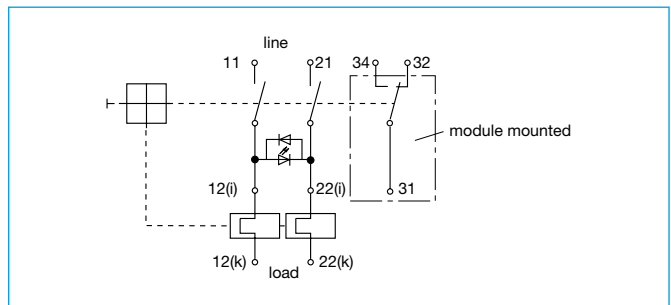 line
11 21 34 32
module mounted
12(i) 22(i) 31
12(k) 22(k)
load